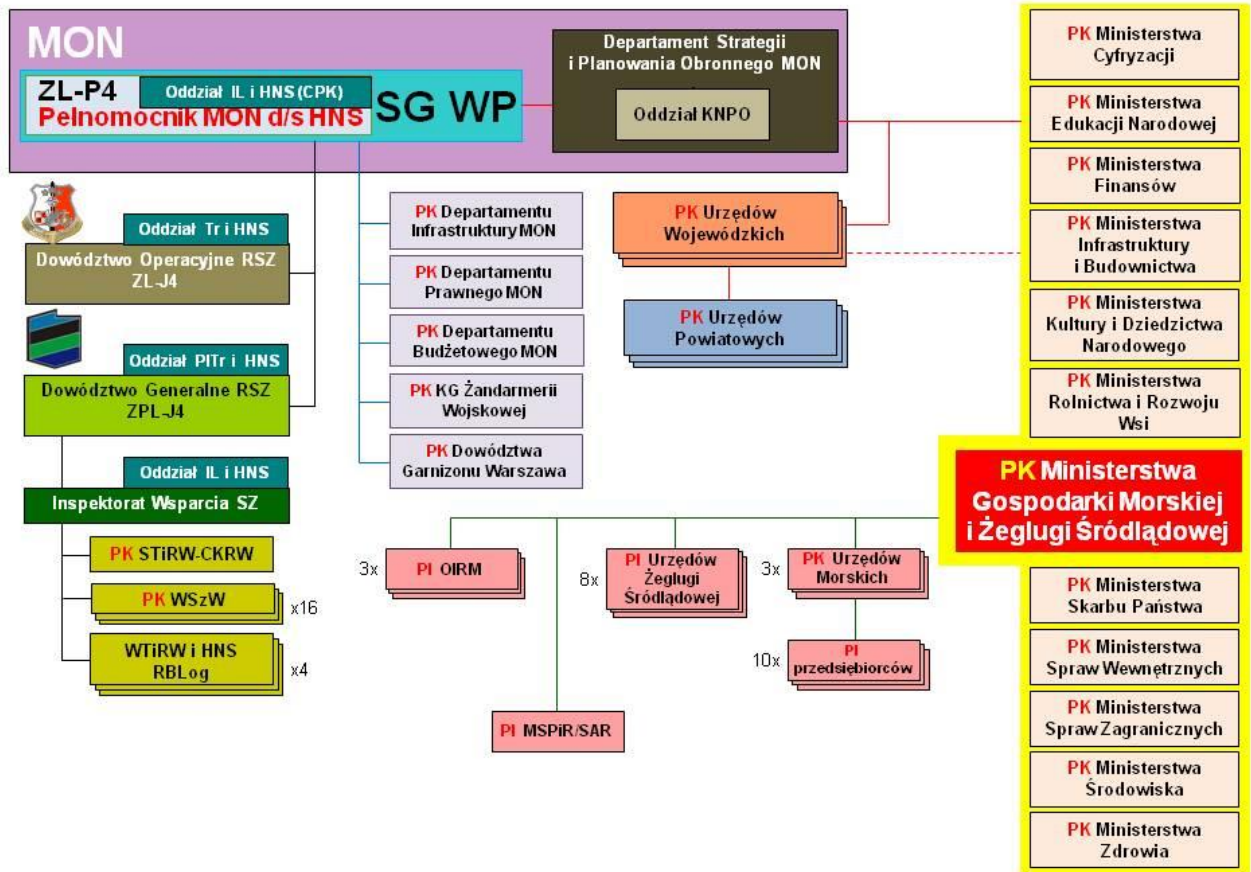 MON
ZL-P4
Oddział IL i HNS (CPK)
Pełnomocnik MON d/s HNS
SG WP
Departament Strategii
i Planowania Obronnego MON
Oddział KNPO
Oddział Tr i HNS
Dowództwo Operacyjne RSZ
ZL-J4
Oddział PlTr i HNS
Dowództwo Generalne RSZ
ZPL-J4
Oddział IL i HNS
Inspektorat Wsparcia SZ
PK STiRW-CKRW
PK WSzW
x16
WTiRW i HNS
RBLog
x4
PK Departamentu
Infrastruktury MON
PK Departamentu
Prawnego MON
PK Departamentu
Budżetowego MON
PK KG Żandarmerii
Wojskowej
PK Dowództwa
Garnizonu Warszawa
PK Urzędów
Wojewódzkich
PK Urzędów
Powiatowych
3x
PI OIRM
8x
PI Urzędów
Żeglugi
Śródlądowej
3x
PK Urzędów
Morskich
10x
PI
przedsiębiorców
PI MSPiR/SAR
PK Ministerstwa
Cyfryzacji
PK Ministerstwa
Edukacji Narodowej
PK Ministerstwa
Finansów
PK Ministerstwa
Infrastruktury
i Budownictwa
PK Ministerstwa
Kultury i Dziedzictwa
Narodowego
PK Ministerstwa
Rolnictwa i Rozwoju
Wsi
PK Ministerstwa
Gospodarki Morskiej
i Żeglugi Śródlądowej
PK Ministerstwa
Skarbu Państwa
PK Ministerstwa
Spraw Wewnętrznych
PK Ministerstwa
Spraw Zagranicznych
PK Ministerstwa
Środowiska
PK Ministerstwa
Zdrowia